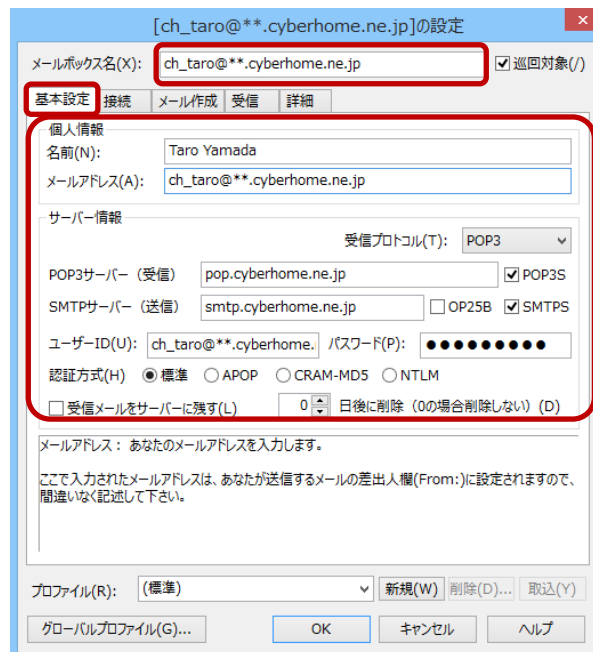 [ch_taro@**.cyberhome.ne.jp]の設定
メールボックス名(X): ch_taro@**.cyberhome.ne.jp 巡回対象(/)
基本設定 接続 メール作成 受信 詳細
個人情報
名前(N): Taro Yamada
メールアドレス(A): ch_taro@**.cyberhome.ne.jp
サーバー情報
受信プロトコル(T): POP3
POP3サーバー（受信） pop.cyberhome.ne.jp POP3S
SMTPサーバー（送信） smtp.cyberhome.ne.jp OP25B SMTPS
ユーザーID(U): ch_taro@**.cyberhome. パスワード(P): ●●●●●●●●●
認証方式(H) 標準 APOP CRAM-MD5 NTLM
受信メールをサーバーに残す(L) 0 日後に削除（0の場合削除しない）(D)
メールアドレス： あなたのメールアドレスを入力します。
ここで入力されたメールアドレスは、あなたが送信するメールの差出人欄(From:)に設定されますので、
間違いなく記述して下さい。
プロファイル(R): (標準) 新規(W) 削除(D)... 取込(Y)
グローバルプロファイル(G)... OK キャンセル ヘルプ